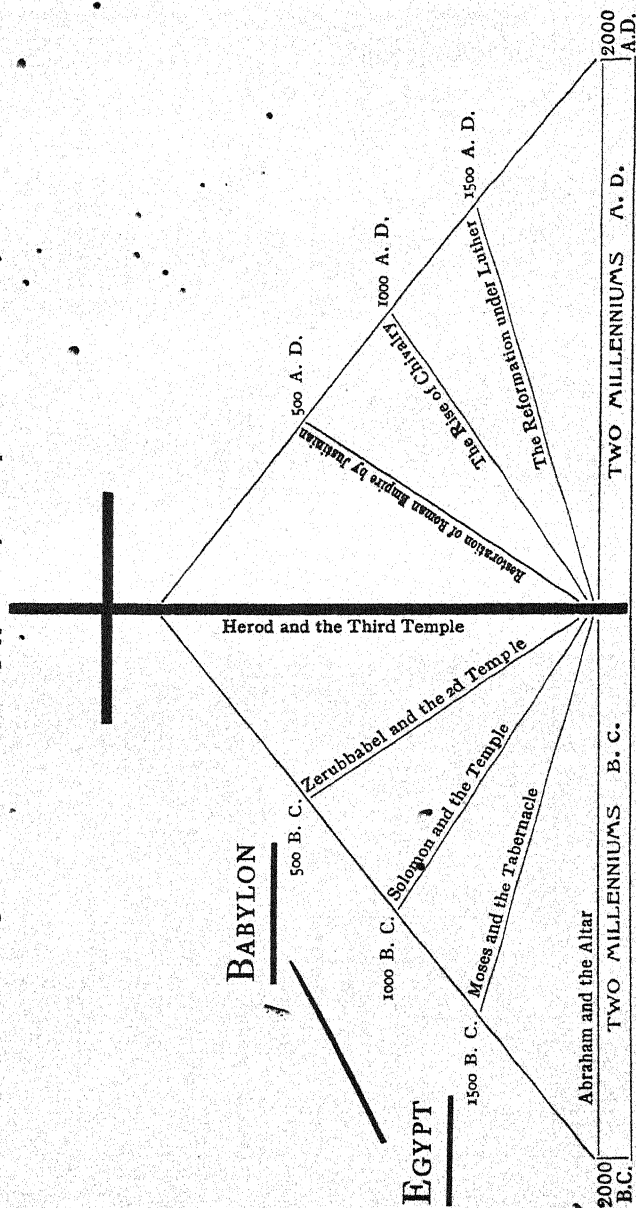 EGYPT
BABYLON
2000
B.C.
1500 B. C.
1000 B. C.
500 B. C.
500 A. D.
1000 A. D.
1500 A. D.
2000
A.D.
Abraham and the Altar
Moses and the Tabernacle
Solomon and the Temple
Zerubbabel and the 2d Temple
Herod and the Third Temple
Restoration of Roman Empire by Justinian
The Rise of Chivalry
The Reformation under Luther
TWO MILLENNIUMS B. C.
TWO MILLENNIUMS A. D.